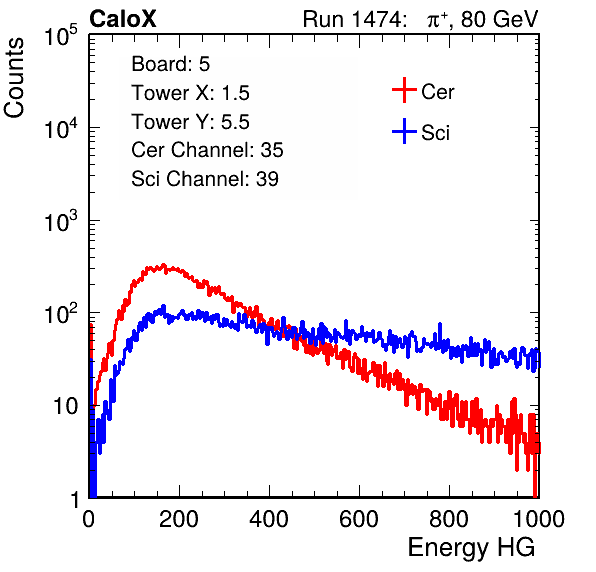 CaloX Run 1474: π⁺, 80 GeV
Counts
10⁵
10⁴
10³
10²
10
1
Board: 5
Tower X: 1.5
Tower Y: 5.5
Cer Channel: 35
Sci Channel: 39
Cer
Sci
0 200 400 600 800 1000
Energy HG